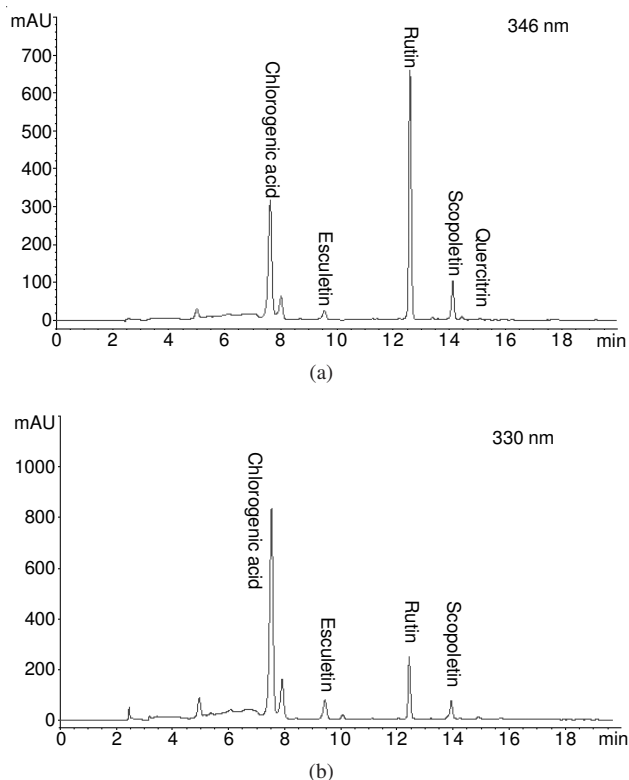 mAU
346 nm
700
600
500
400
300
200
100
0
Chlorogenic acid
Esculetin
Rutin
Scopoletin
Quercitrin
0 2 4 6 8 10 12 14 16 18 min
(a)
mAU
330 nm
1000
800
600
400
200
0
Chlorogenic acid
Esculetin
Rutin
Scopoletin
0 2 4 6 8 10 12 14 16 18 min
(b)